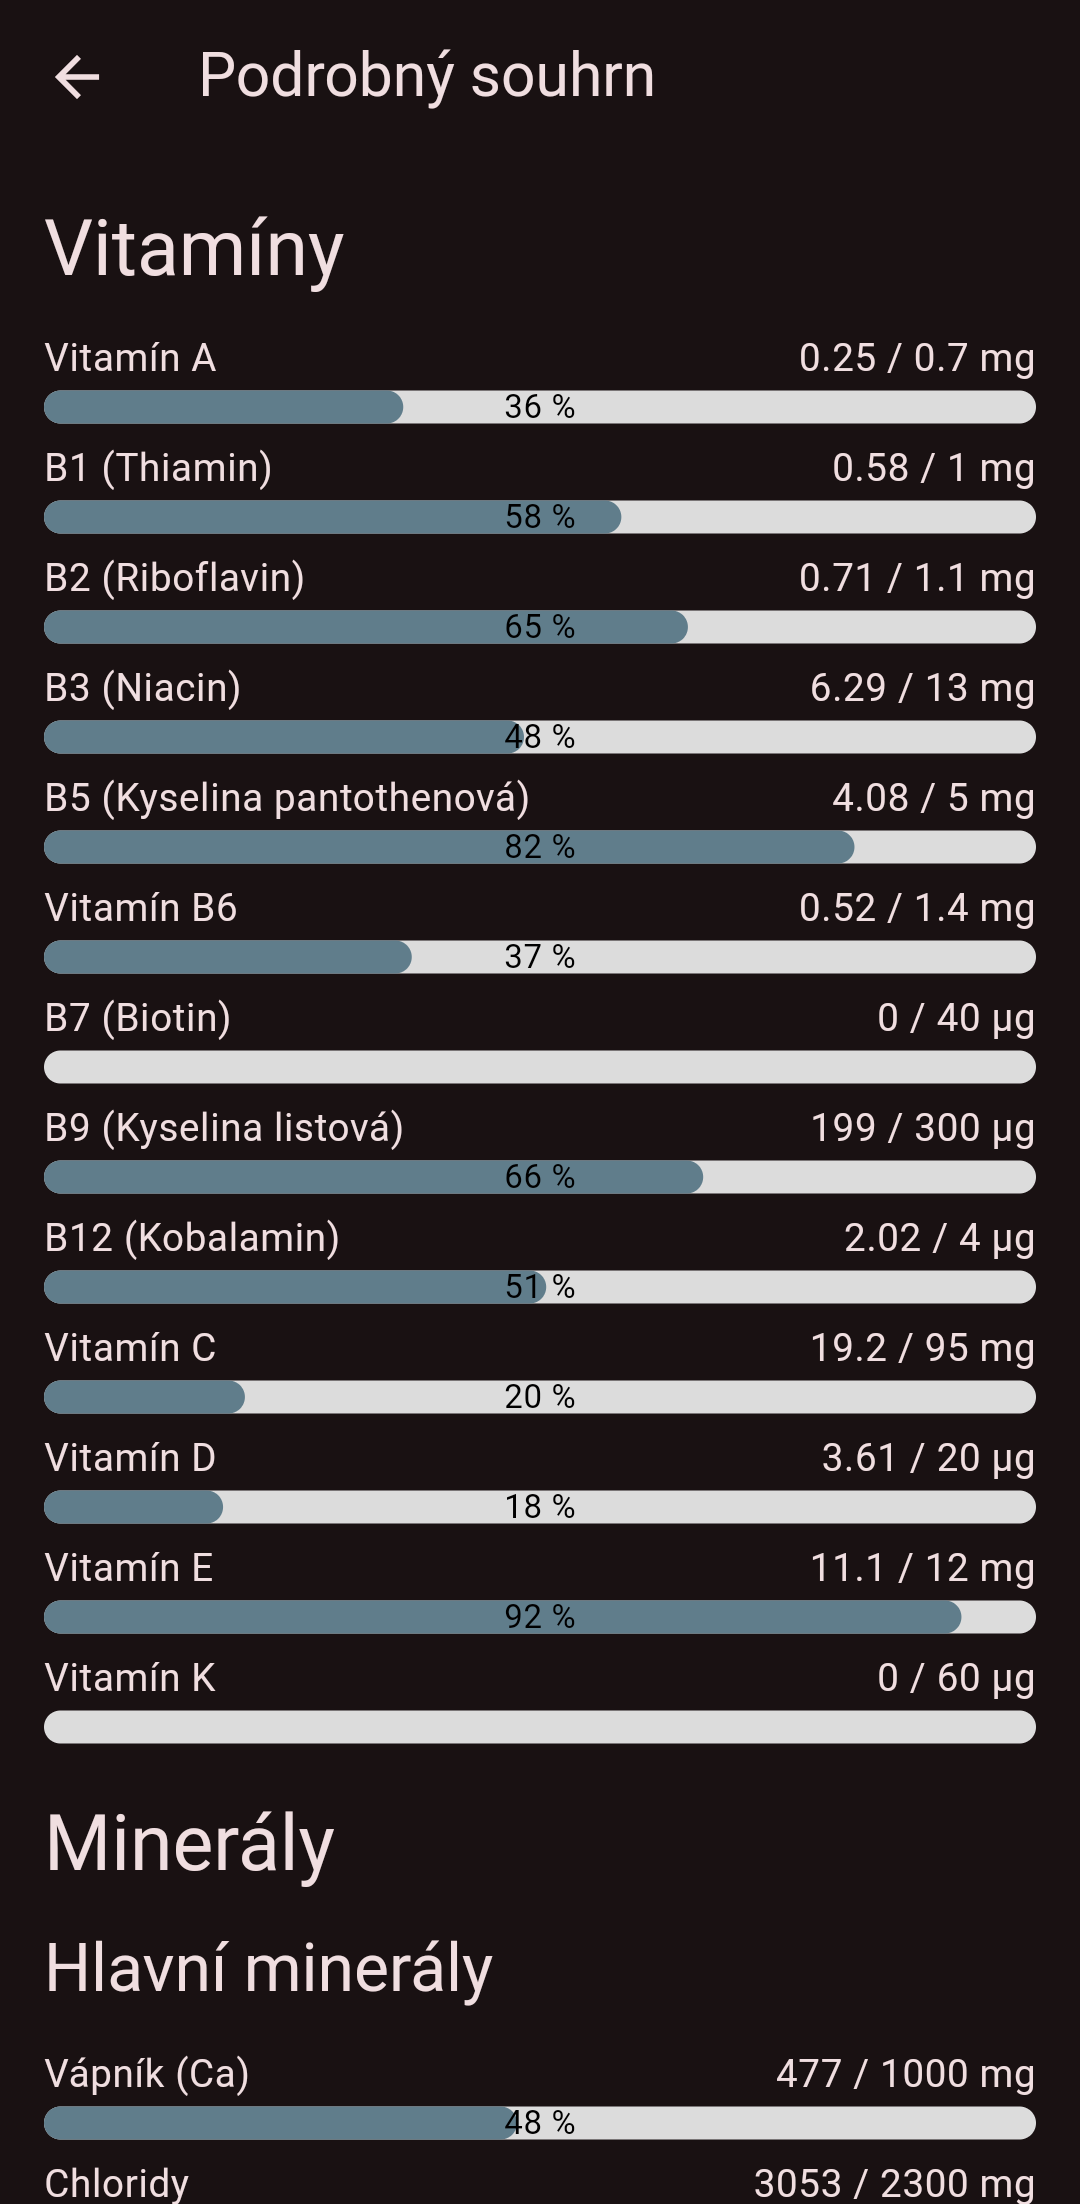 Podrobný souhrn
Vitamíny
Vitamín A 0.25 / 0.7 mg
36 %
B1 (Thiamin) 0.58 / 1 mg
58 %
B2 (Riboflavin) 0.71 / 1.1 mg
65 %
B3 (Niacin) 6.29 / 13 mg
48 %
B5 (Kyselina pantothenová) 4.08 / 5 mg
82 %
Vitamín B6 0.52 / 1.4 mg
37 %
B7 (Biotin) 0 / 40 µg
B9 (Kyselina listová) 199 / 300 µg
66 %
B12 (Kobalamin) 2.02 / 4 µg
51 %
Vitamín C 19.2 / 95 mg
20 %
Vitamín D 3.61 / 20 µg
18 %
Vitamín E 11.1 / 12 mg
92 %
Vitamín K 0 / 60 µg
Minerály
Hlavní minerály
Vápník (Ca) 477 / 1000 mg
48 %
Chloridy 3053 / 2300 mg